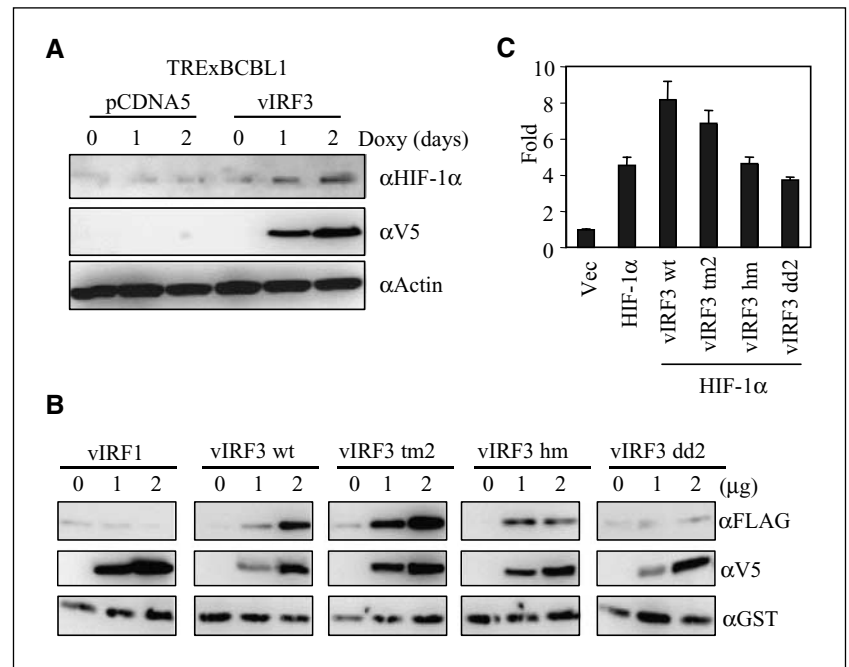 A
TRExBCBL1
pCDNA5 vIRF3
0 1 2 0 1 2 Doxy (days)
αHIF-1α
αV5
αActin
C
10
8
6
4
2
0
Fold
Vec
HIF-1α
vIRF3 wt
vIRF3 tm2
vIRF3 hm
vIRF3 dd2
HIF-1α
B
vIRF1 vIRF3 wt vIRF3 tm2 vIRF3 hm vIRF3 dd2
0 1 2 0 1 2 0 1 2 0 1 2 0 1 2 (μg)
αFLAG
αV5
αGST